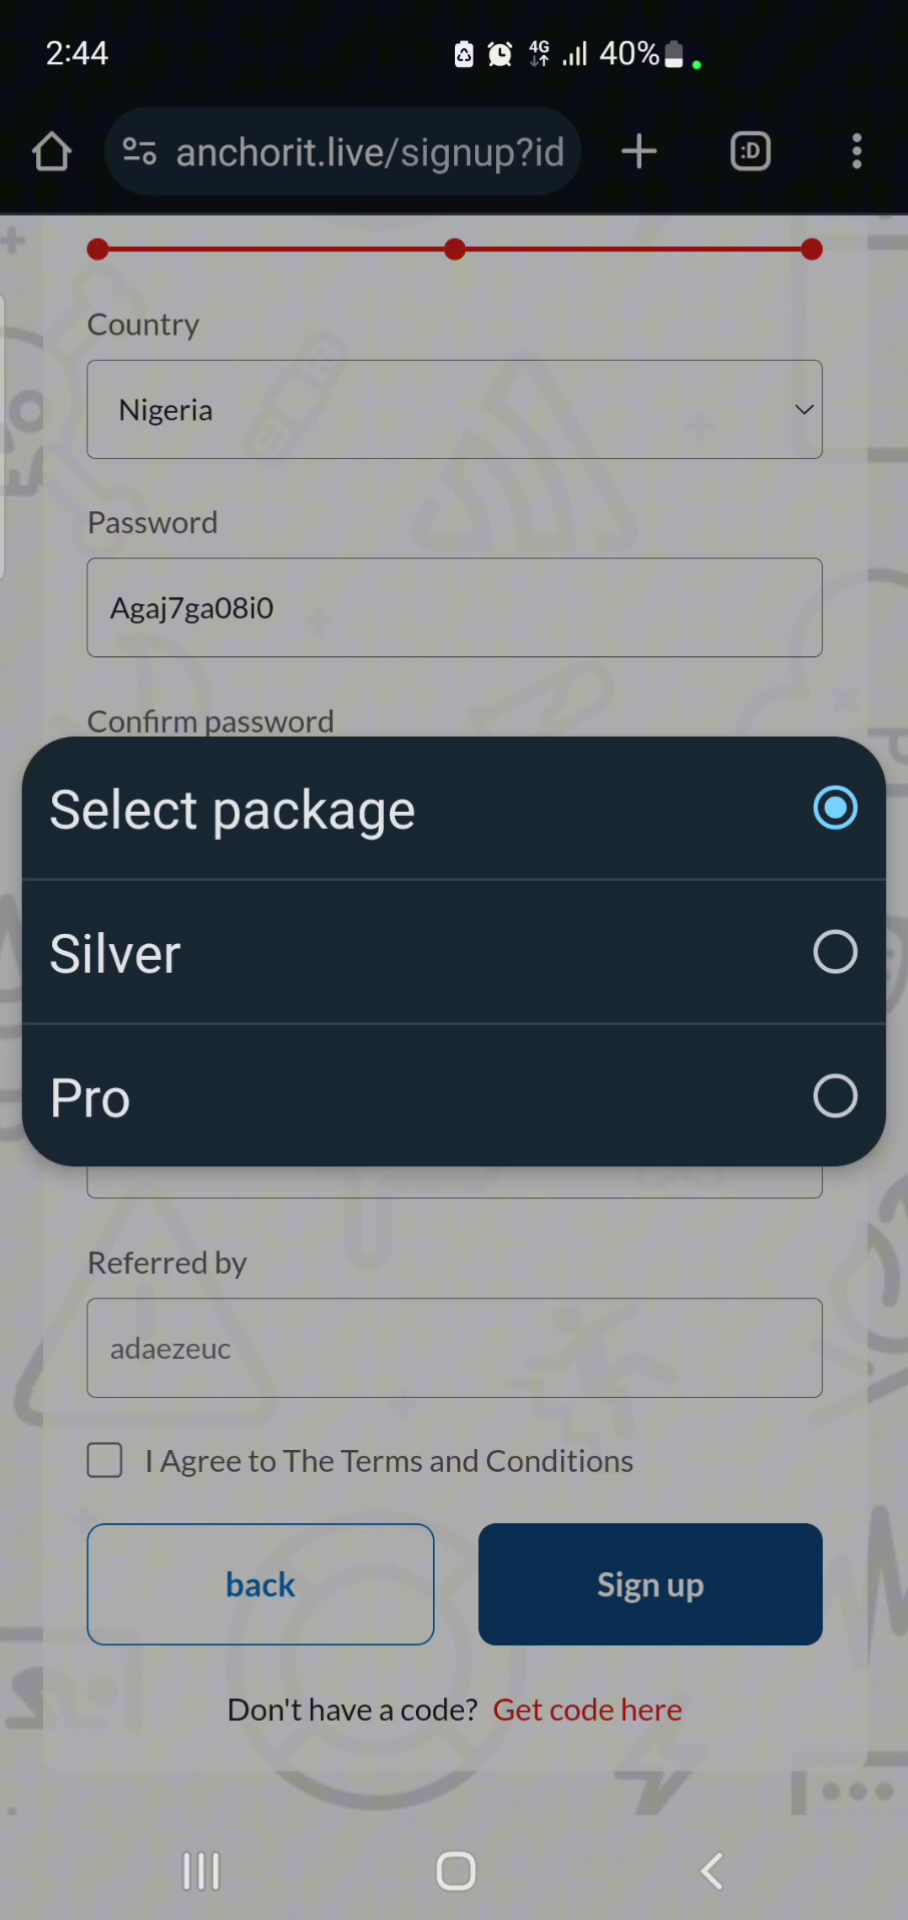 2:44
4G
40%
anchorit.live/signup?id
:D
Country
Nigeria
Password
Agaj7ga08i0
Confirm password
Select package
Silver
Pro
Referred by
adaezeuc
I Agree to The Terms and Conditions
back
Sign up
Don't have a code? Get code here